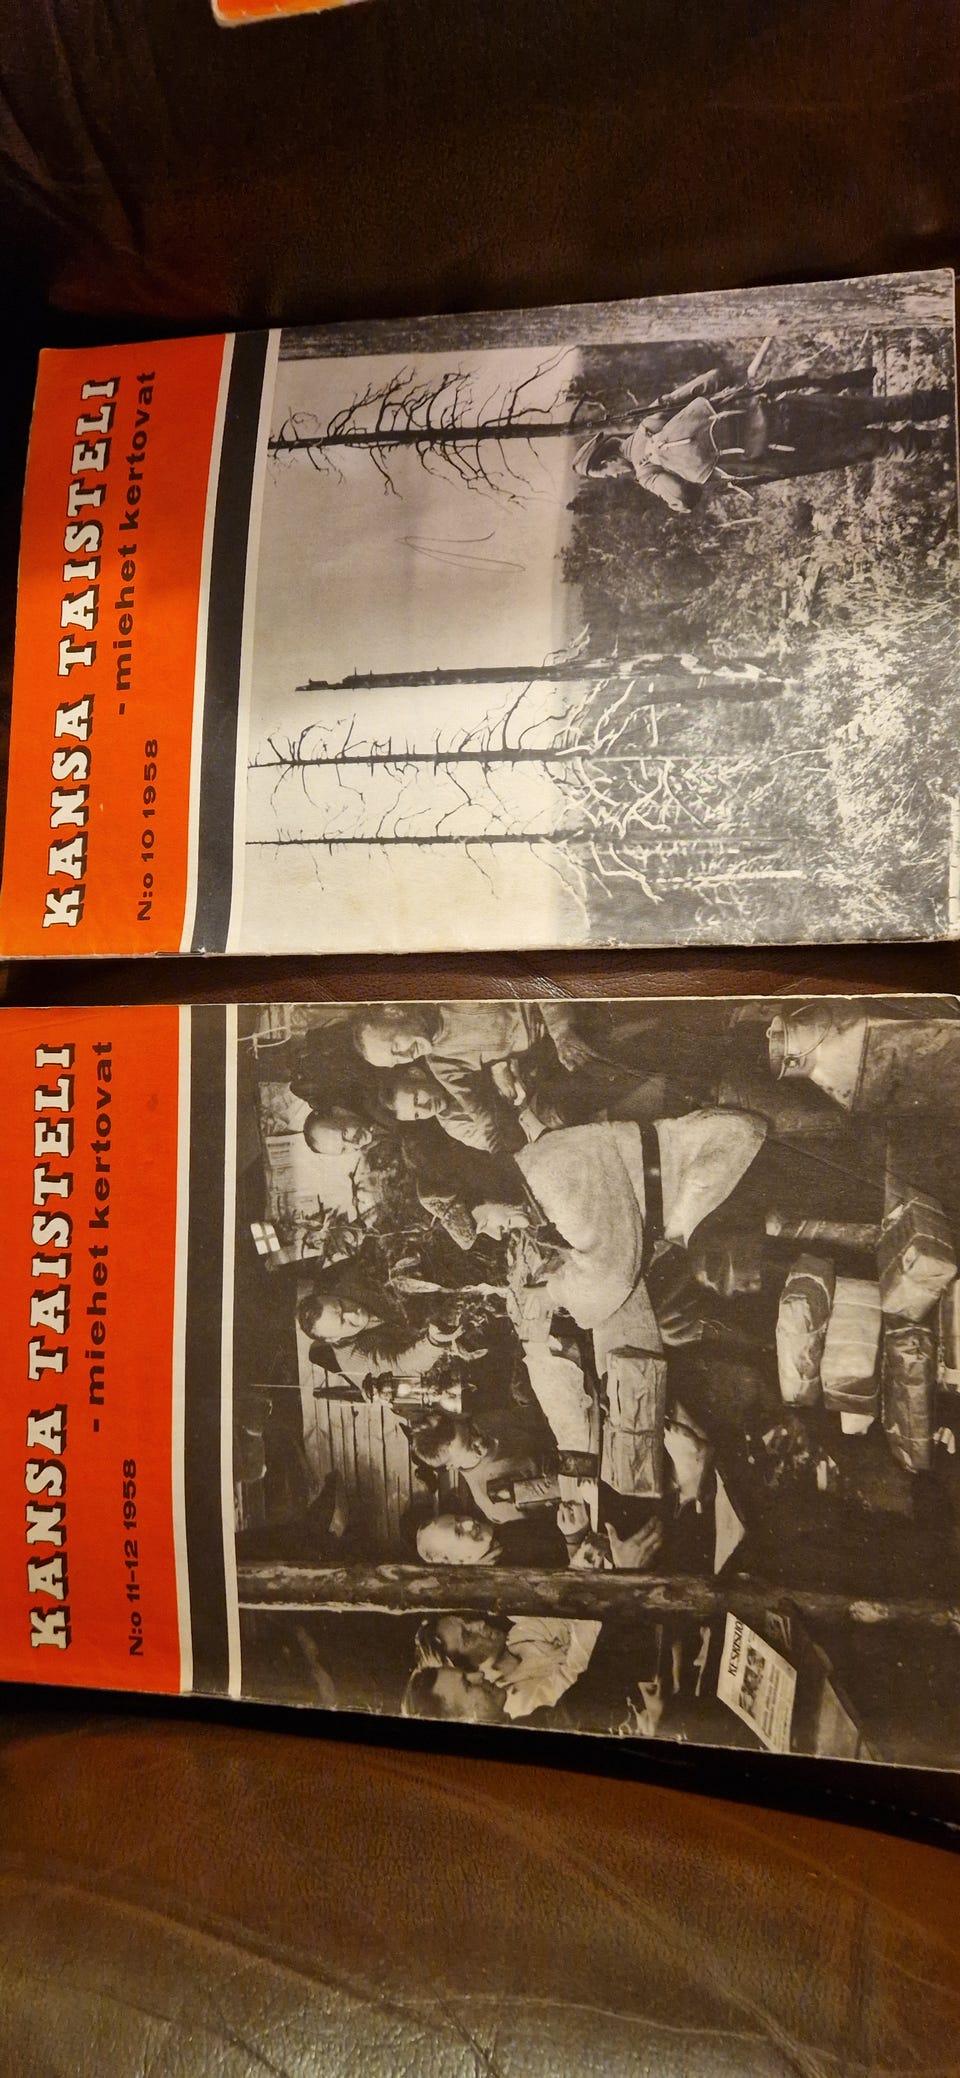 KANSA TAISTELI
- miehet kertovat
N:o 10 1958
KANSA TAISTELI
- miehet kertovat
N:o 11-12 1958